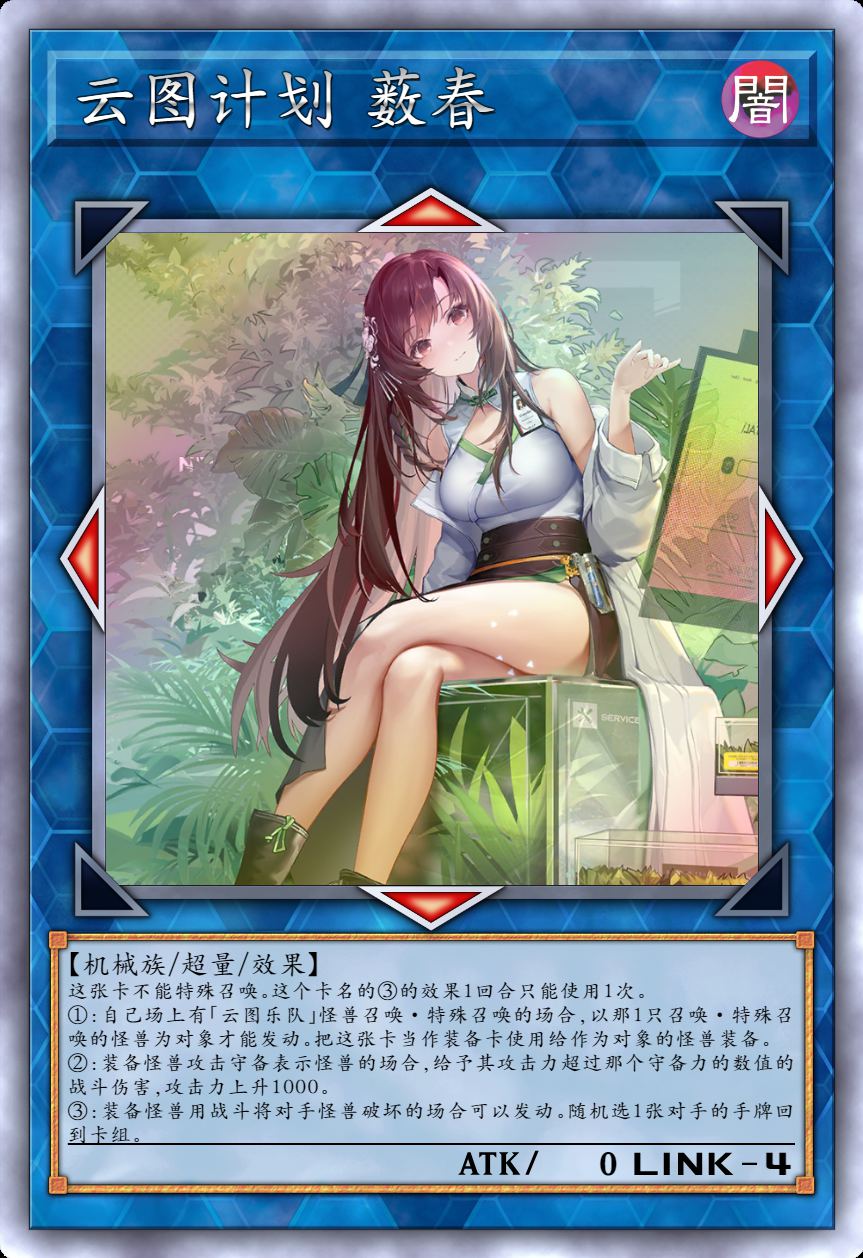 云图计划 薮春
闇
SERVICE
【机械族/超量/效果】
这张卡不能特殊召唤。这个卡名的③的效果1回合只能使用1次。
①：自己场上有「云图乐队」怪兽召唤・特殊召唤的场合，以那1只召唤・特殊召
唤的怪兽为对象才能发动。把这张卡当作装备卡使用给作为对象的怪兽装备。
②：装备怪兽攻击守备表示怪兽的场合，给予其攻击力超过那个守备力的数值的
战斗伤害，攻击力上升1000。
③：装备怪兽用战斗将对手怪兽破坏的场合可以发动。随机选1张对手的手牌回
到卡组。
ATK/ 0 LINK-4